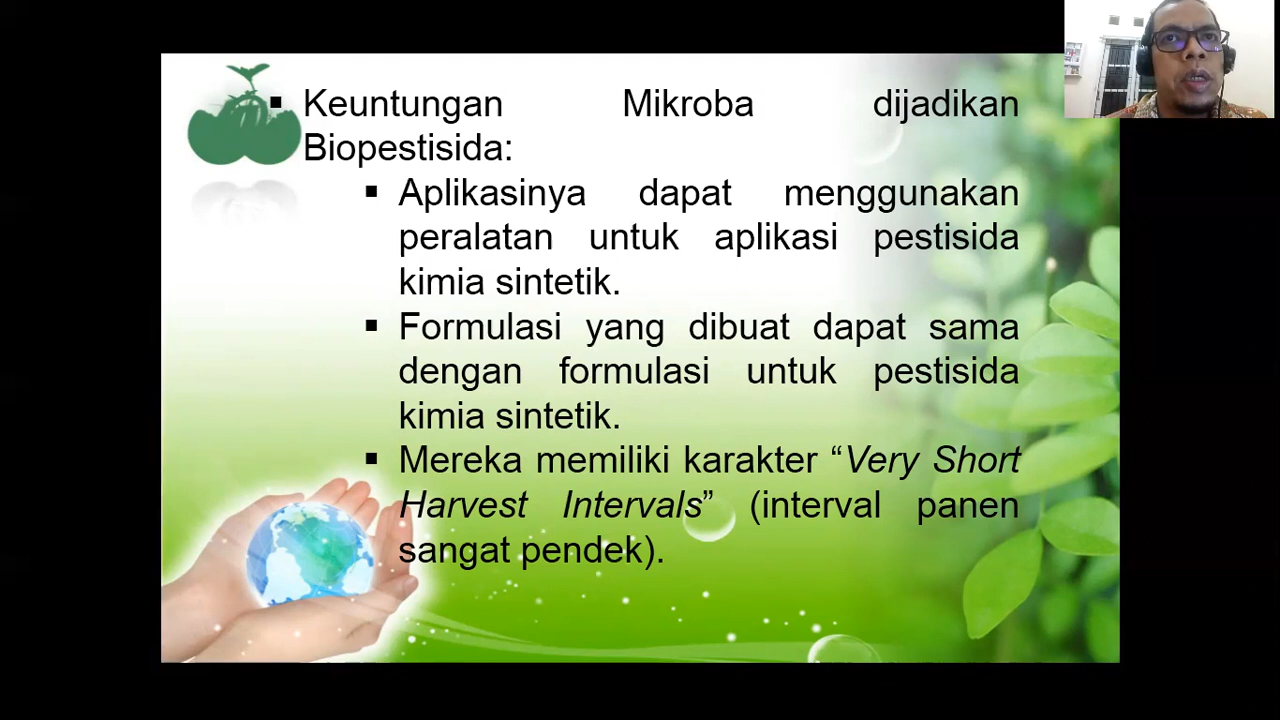 ▪ Keuntungan Mikroba dijadikan
Biopestisida:
▪ Aplikasinya dapat menggunakan
peralatan untuk aplikasi pestisida
kimia sintetik.
▪ Formulasi yang dibuat dapat sama
dengan formulasi untuk pestisida
kimia sintetik.
▪ Mereka memiliki karakter “Very Short
Harvest Intervals” (interval panen
sangat pendek).